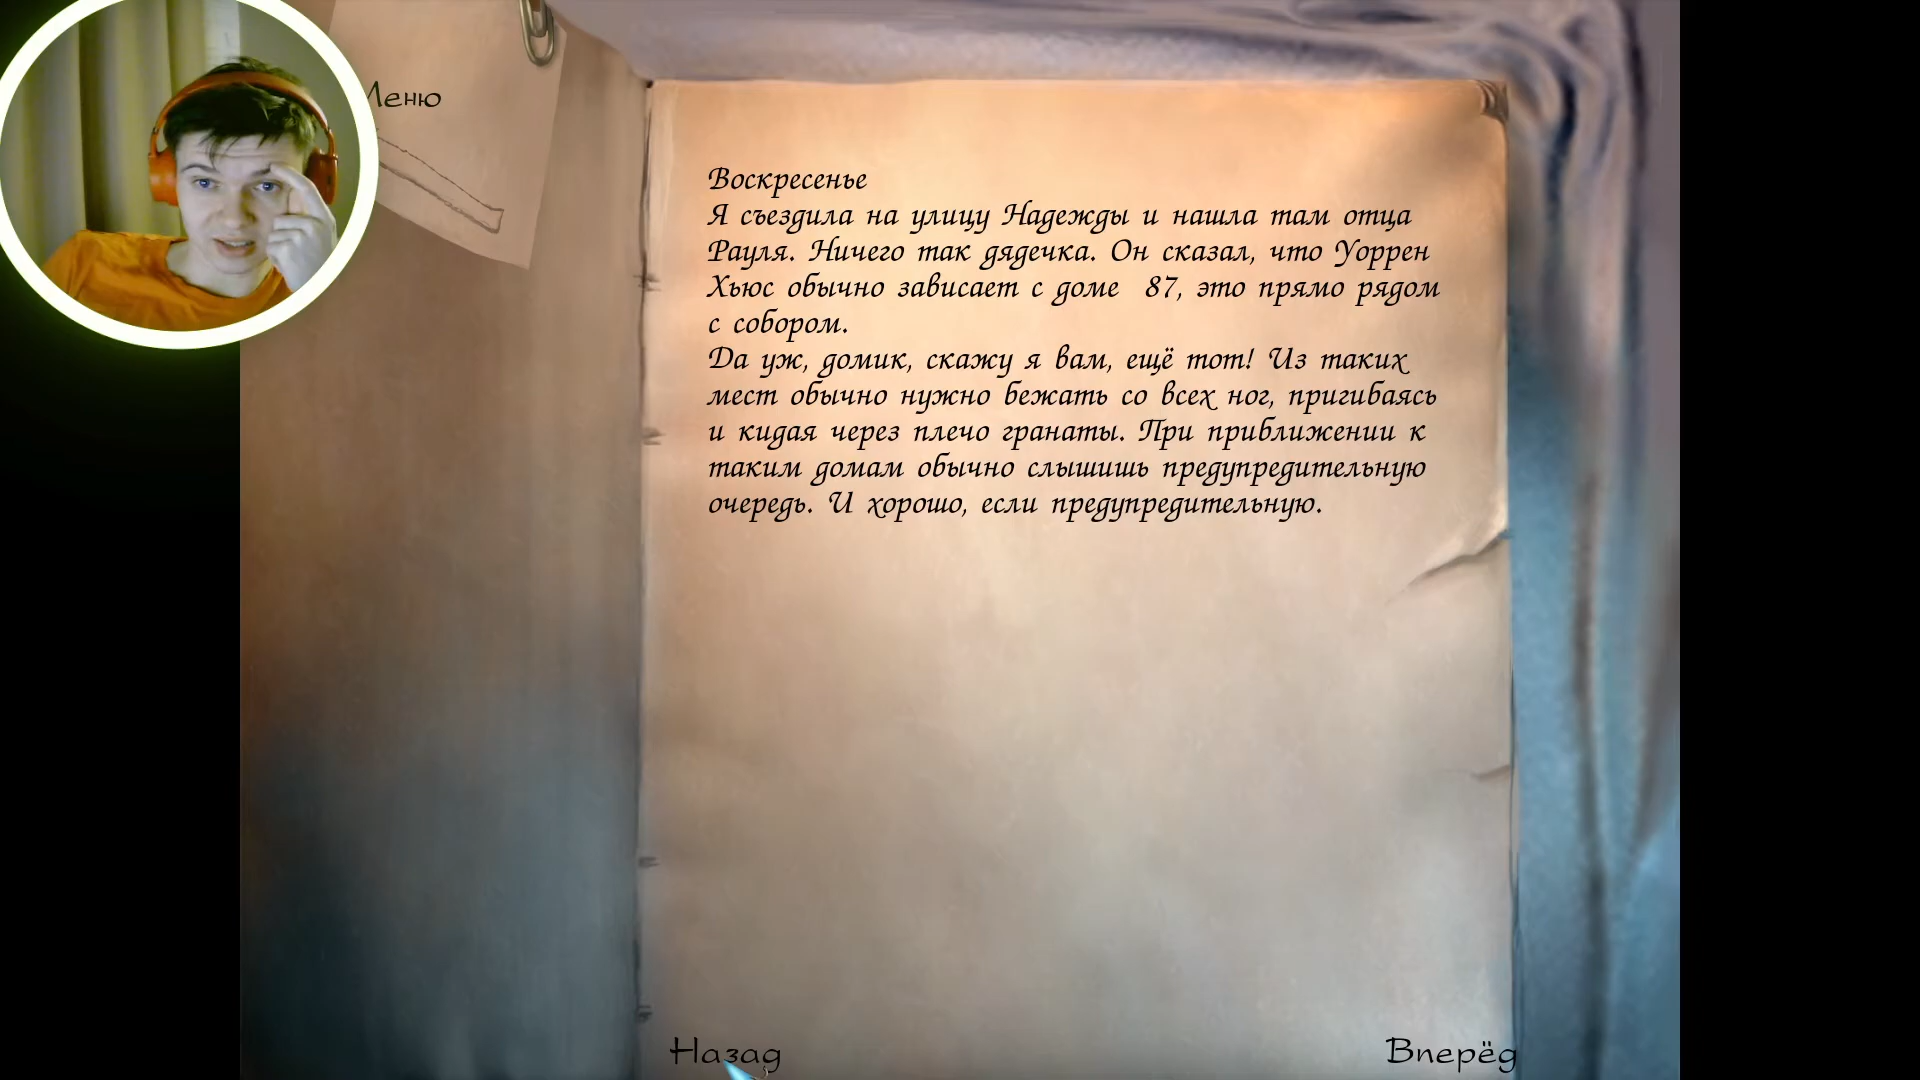 Меню
Воскресенье
Я съездила на улицу Надежды и нашла там отца
Рауля. Ничего так дядечка. Он сказал, что Уоррен
Хьюс обычно зависает с доме 87, это прямо рядом
с собором.
Да уж, домик, скажу я вам, ещё тот! Из таких
мест обычно нужно бежать со всех ног, пригибаясь
и кидая через плечо гранаты. При приближении к
таким домам обычно слышишь предупредительную
очередь. И хорошо, если предупредительную.
Назад
Вперёд